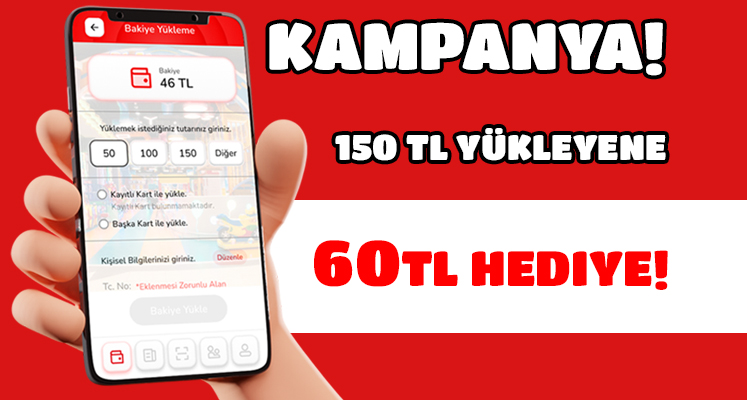 Bakiye Yükleme
Bakiye
46 TL
Yüklemek istediğiniz tutarınız giriniz.
50 100 150 Diğer
Kayıtlı Kart ile yükle.
Kayıtlı Kart bulunmamaktadır.
Başka Kart ile yükle.
Kişisel Bilgilerinizi giriniz. Düzenle
Tc. No: *Eklenmesi Zorunlu Alan
Bakiye Yükle
KAMPANYA!
150 TL YÜKLEYENE
60TL HEDIYE!